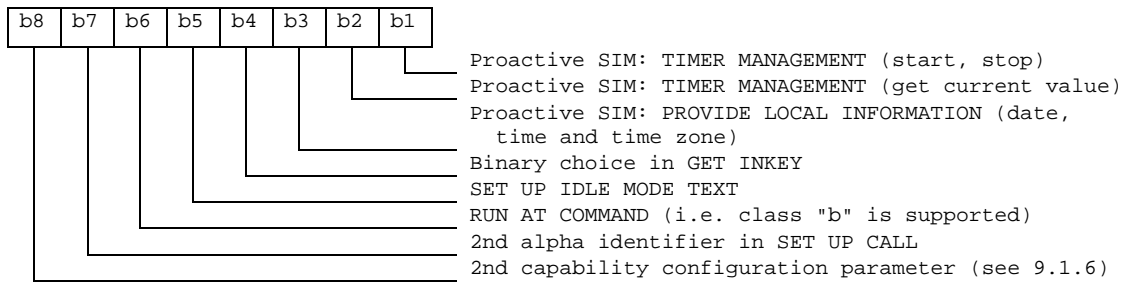 b8 b7 b6 b5 b4 b3 b2 b1
Proactive SIM: TIMER MANAGEMENT (start, stop)
Proactive SIM: TIMER MANAGEMENT (get current value)
Proactive SIM: PROVIDE LOCAL INFORMATION (date,
time and time zone)
Binary choice in GET INKEY
SET UP IDLE MODE TEXT
RUN AT COMMAND (i.e. class "b" is supported)
2nd alpha identifier in SET UP CALL
2nd capability configuration parameter (see 9.1.6)